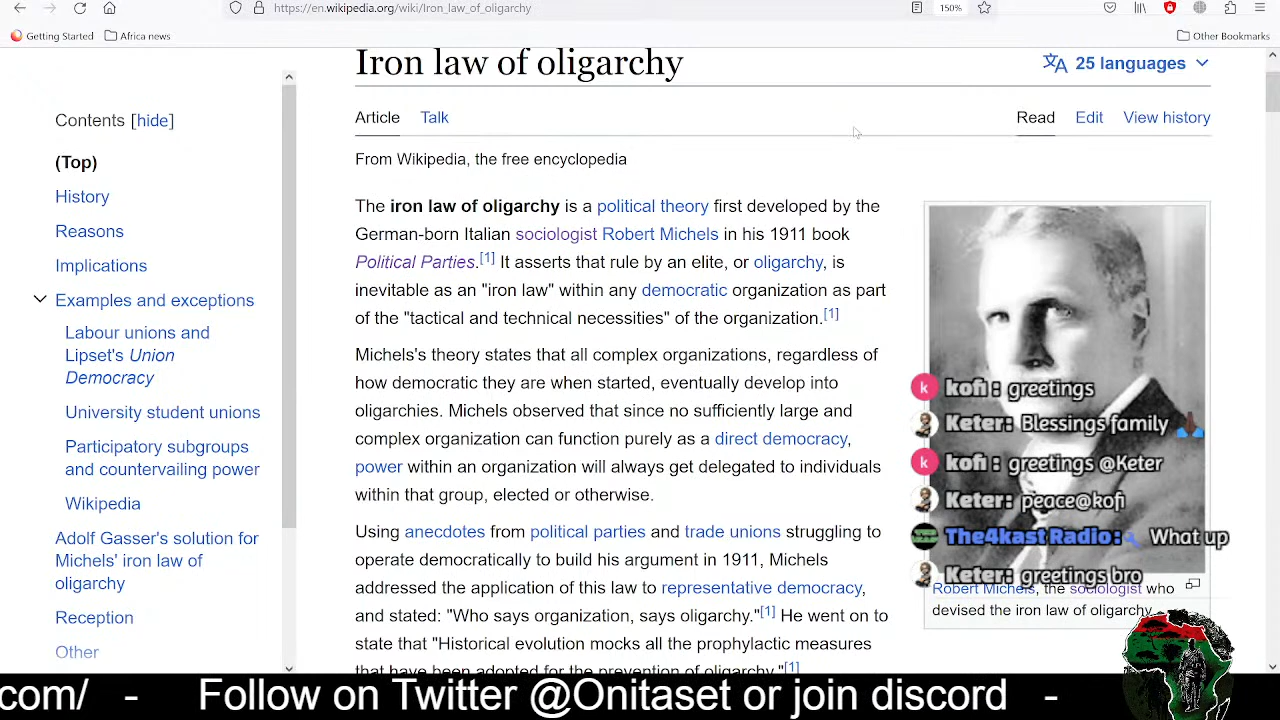 https://en.wikipedia.org/wiki/Iron_law_of_oligarchy
150%
Getting Started
Africa news
Other Bookmarks
Iron law of oligarchy
25 languages
Contents [hide]
(Top)
History
Reasons
Implications
Examples and exceptions
Labour unions and
Lipset's Union
Democracy
University student unions
Participatory subgroups
and countervailing power
Wikipedia
Adolf Gasser's solution for
Michels' iron law of
oligarchy
Reception
Other
Article Talk
Read Edit View history
From Wikipedia, the free encyclopedia
The iron law of oligarchy is a political theory first developed by the
German-born Italian sociologist Robert Michels in his 1911 book
Political Parties.[1] It asserts that rule by an elite, or oligarchy, is
inevitable as an "iron law" within any democratic organization as part
of the "tactical and technical necessities" of the organization.[1]
Michels's theory states that all complex organizations, regardless of
how democratic they are when started, eventually develop into
oligarchies. Michels observed that since no sufficiently large and
complex organization can function purely as a direct democracy,
power within an organization will always get delegated to individuals
within that group, elected or otherwise.
Using anecdotes from political parties and trade unions struggling to
operate democratically to build his argument in 1911, Michels
addressed the application of this law to representative democracy,
and stated: "Who says organization, says oligarchy."[1] He went on to
state that "Historical evolution mocks all the prophylactic measures
that have been adopted for the prevention of oligarchy."[1]
k kofi : greetings
Keter: Blessings family
k kofi : greetings @Keter
Keter: peace@kofi
The4kast Radio: What up
Keter: greetings bro
Robert Michels, the sociologist who
devised the iron law of oligarchy
com/ - Follow on Twitter @Onitaset or join discord -